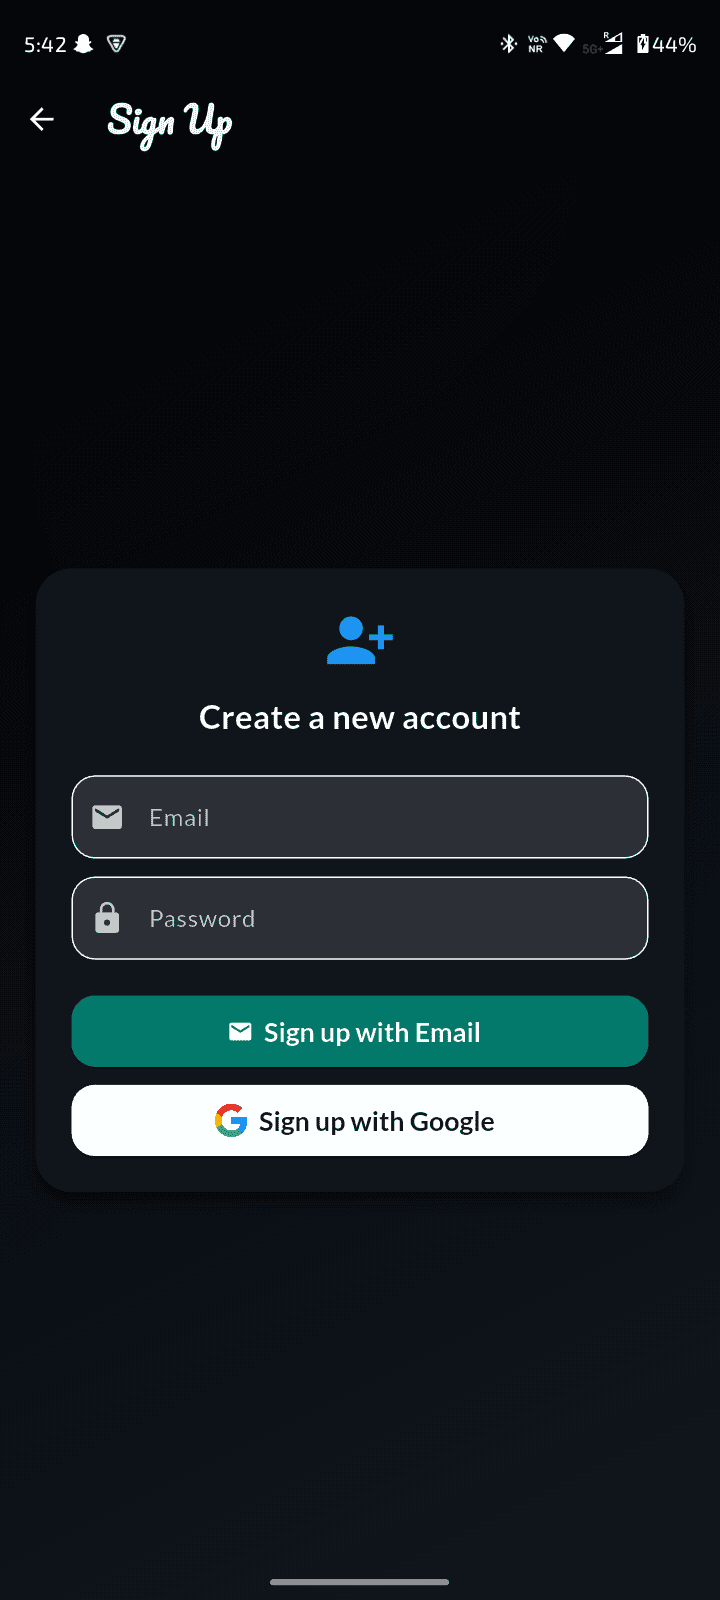 5:42
Vo NR 5G+ R 44%
Sign Up
Create a new account
Email
Password
Sign up with Email
Sign up with Google